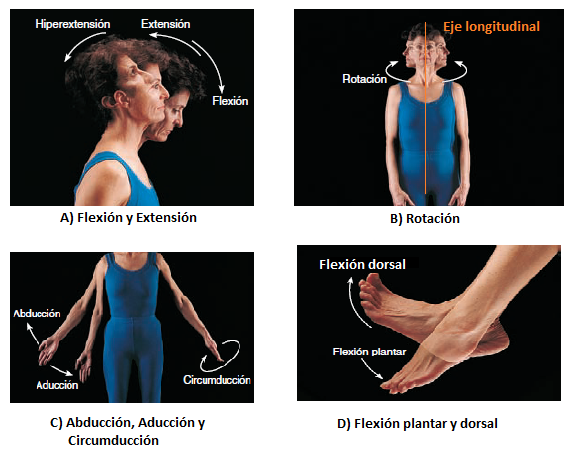 Hiperextensión
Extensión
Flexión
A) Flexión y Extensión
Eje longitudinal
Rotación
B) Rotación
Abducción
Aducción
Circumducción
C) Abducción, Aducción y
Circumducción
Flexión dorsal
Flexión plantar
D) Flexión plantar y dorsal